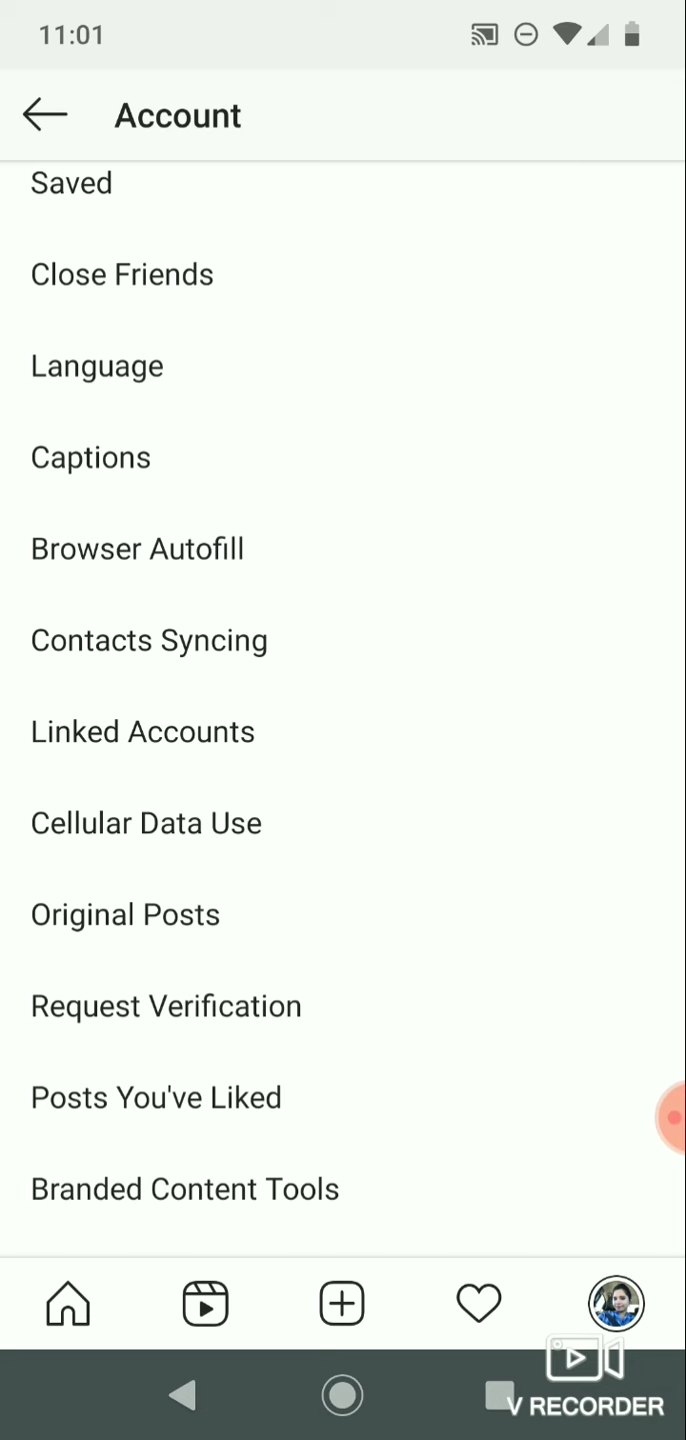 11:01
Account
Saved
Close Friends
Language
Captions
Browser Autofill
Contacts Syncing
Linked Accounts
Cellular Data Use
Original Posts
Request Verification
Posts You've Liked
Branded Content Tools
V RECORDER